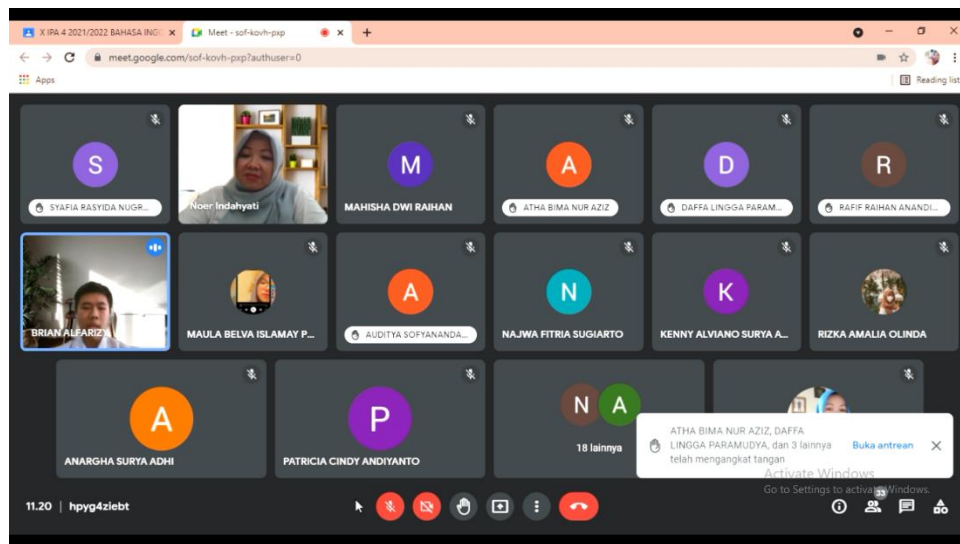 X IPA 4 2021/2022 BAHASA INGG
Meet - sof-kovh-pxp
meet.google.com/sof-kovh-pxp?authuser=0
Apps
Reading list
S
M
A
D
R
SYAFIA RASYIDA NUGR...
Noer Indahyati
MAHISHA DWI RAIHAN
ATHA BIMA NUR AZIZ
DAFFA LINGGA PARAM...
RAFIF RAIHAN ANANDI...
A
N
K
BRIAN ALFARIZY
MAULA BELVA ISLAMAY P...
AUDITYA SOFYANANDA...
NAJWA FITRIA SUGIARTO
KENNY ALVIANO SURYA A...
RIZKA AMALIA OLINDA
A
P
N A
ANARGHA SURYA ADHI
PATRICIA CINDY ANDIYANTO
18 lainnya
ATHA BIMA NUR AZIZ, DAFFA
LINGGA PARAMUDYA, dan 3 lainnya
telah mengangkat tangan
Buka antrean
Activate Windows
Go to Settings to activate Windows.
11.20 | hpyg4ziebt
33